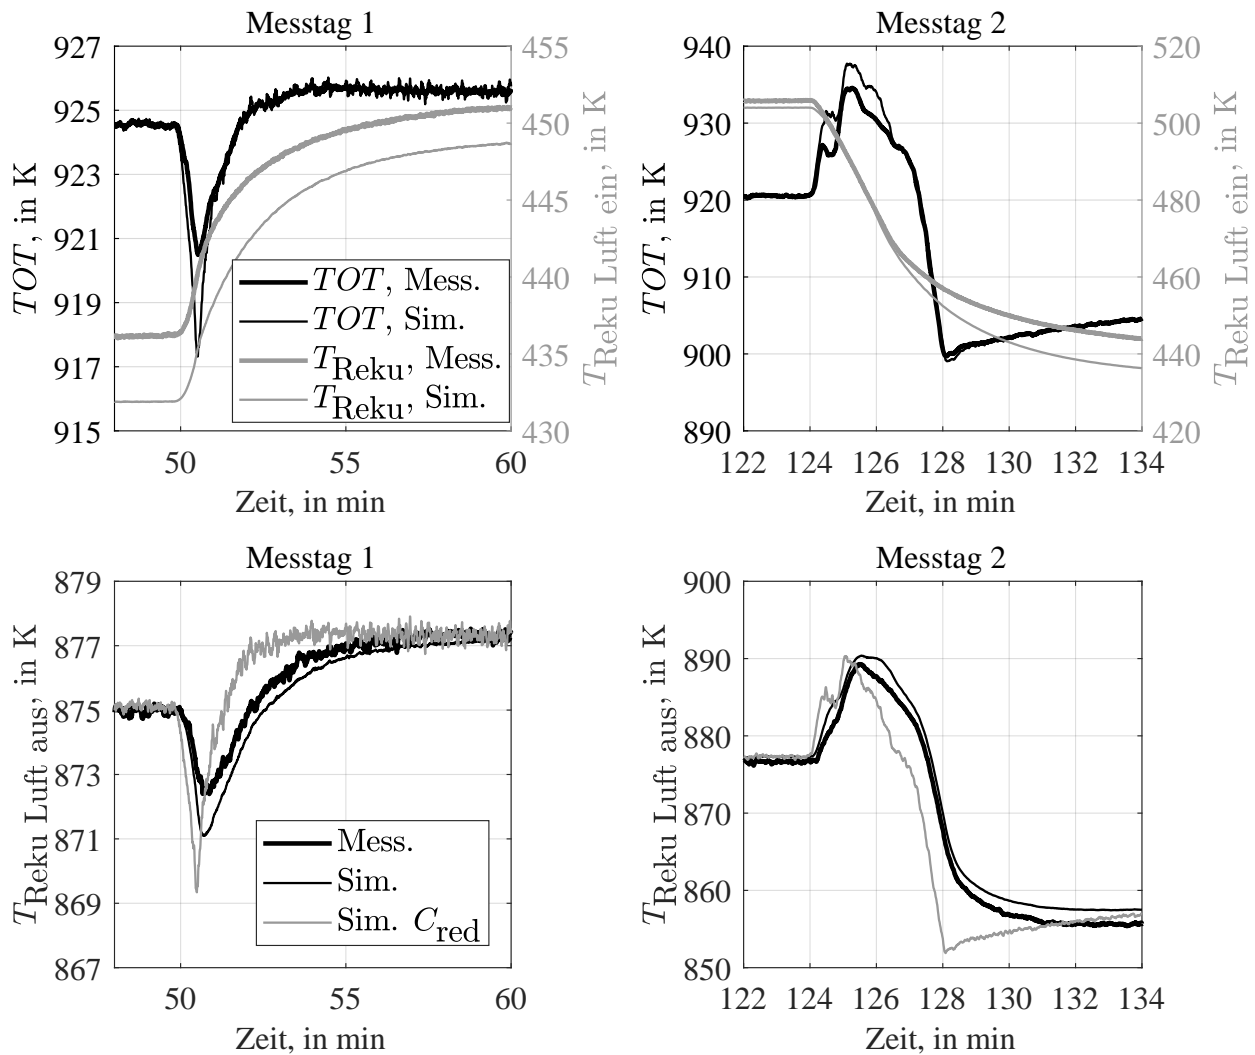 Messtag 1
927
925
923
921
919
917
915
TOT, in K
455
450
445
440
435
430
T_Reku Luft ein, in K
TOT, Mess.
TOT, Sim.
T_Reku, Mess.
T_Reku, Sim.
50 55 60
Zeit, in min
Messtag 2
940
930
920
910
900
890
TOT, in K
520
500
480
460
440
420
T_Reku Luft ein, in K
122 124 126 128 130 132 134
Zeit, in min
Messtag 1
879
877
875
873
871
869
867
T_Reku Luft aus, in K
Mess.
Sim.
Sim. C_red
50 55 60
Zeit, in min
Messtag 2
900
890
880
870
860
850
T_Reku Luft aus, in K
122 124 126 128 130 132 134
Zeit, in min